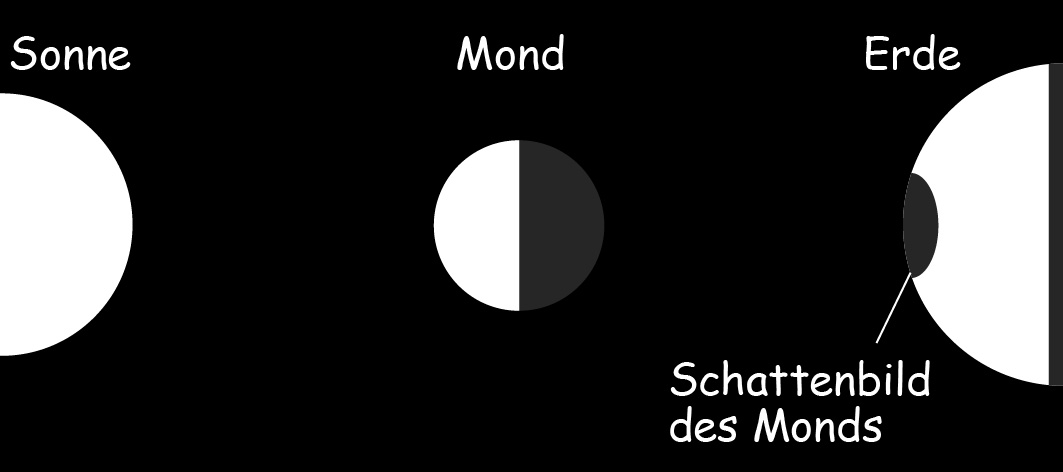 Sonne
Mond
Erde
Schattenbild
des Monds